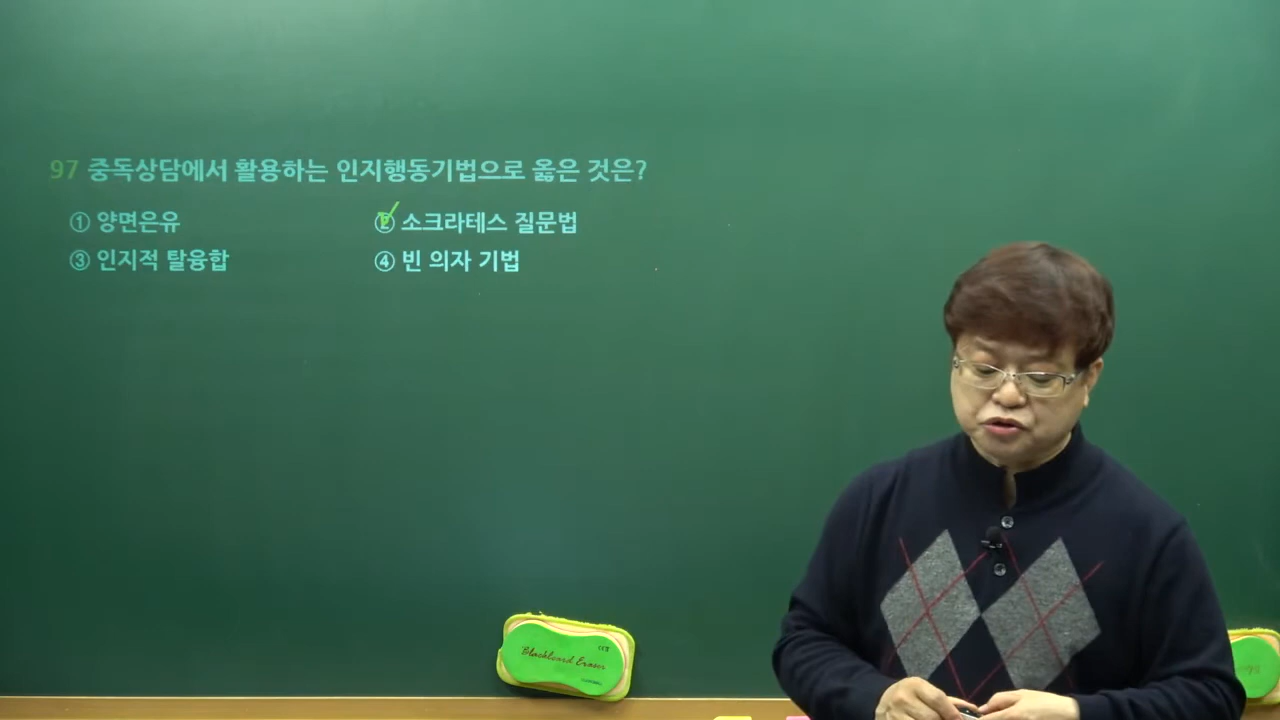 97 중독상담에서 활용하는 인지행동기법으로 옳은 것은?
① 양면은유 ② 소크라테스 질문법
③ 인지적 탈융합 ④ 빈 의자 기법
Blackboard Eraser